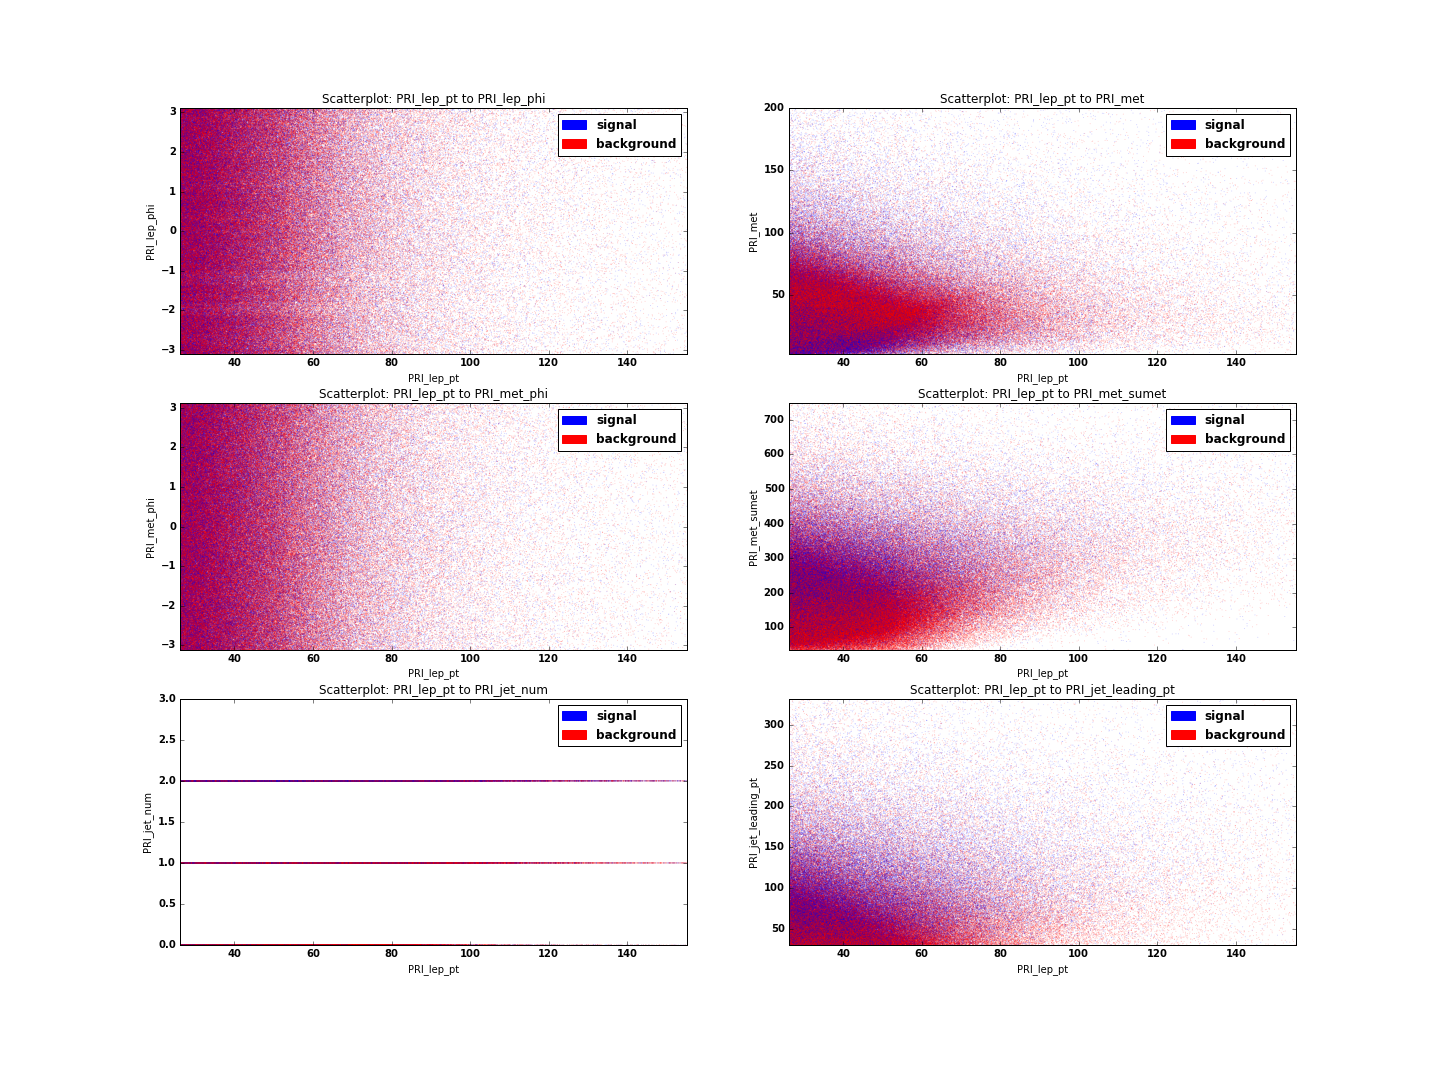 Scatterplot: PRI_lep_pt to PRI_lep_phi
3
2
1
0
−1
−2
−3
PRI_lep_phi
signal
background
40 60 80 100 120 140
PRI_lep_pt
Scatterplot: PRI_lep_pt to PRI_met
200
150
100
50
PRI_met
signal
background
40 60 80 100 120 140
PRI_lep_pt
Scatterplot: PRI_lep_pt to PRI_met_phi
3
2
1
0
−1
−2
−3
PRI_met_phi
signal
background
40 60 80 100 120 140
PRI_lep_pt
Scatterplot: PRI_lep_pt to PRI_met_sumet
700
600
500
400
300
200
100
PRI_met_sumet
signal
background
40 60 80 100 120 140
PRI_lep_pt
Scatterplot: PRI_lep_pt to PRI_jet_num
3.0
2.5
2.0
1.5
1.0
0.5
0.0
PRI_jet_num
signal
background
40 60 80 100 120 140
PRI_lep_pt
Scatterplot: PRI_lep_pt to PRI_jet_leading_pt
300
250
200
150
100
50
PRI_jet_leading_pt
signal
background
40 60 80 100 120 140
PRI_lep_pt